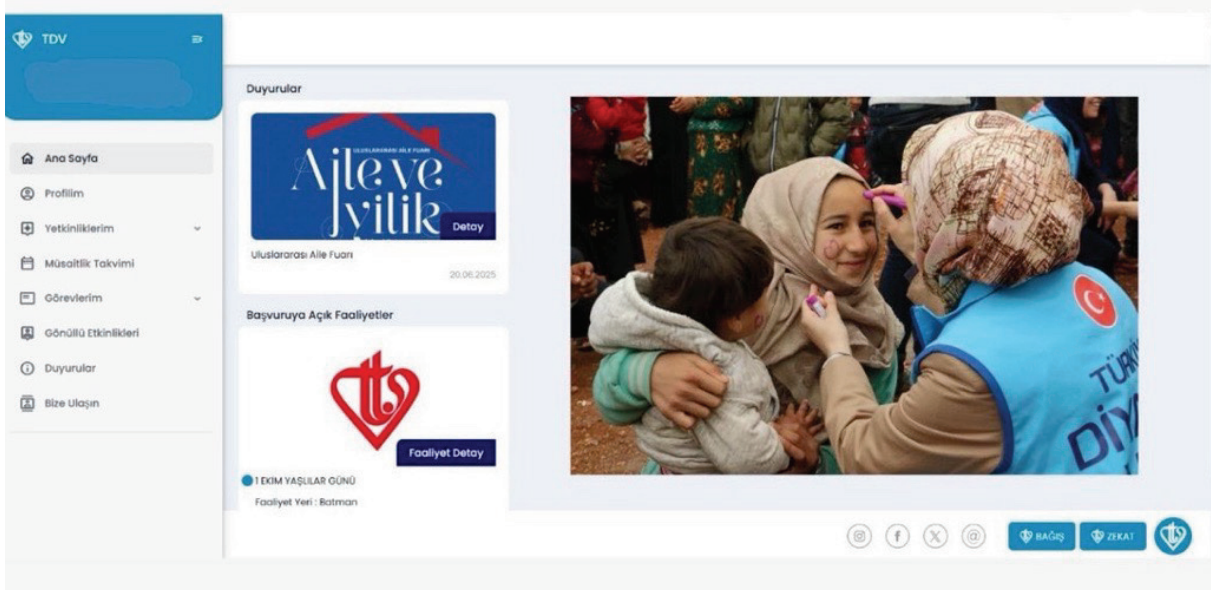 TDV
Ana Sayfa
Profilim
Yetkinliklerim
Müsaitlik Takvimi
Görevlerim
Gönüllü Etkinlikleri
Duyurular
Bize Ulaşın
Duyurular
ULUSLARARASI AİLE FUARI
Aile ve
iyilik
Detay
Uluslararası Aile Fuarı
20.06.2025
Başvuruya Açık Faaliyetler
Faaliyet Detay
1 EKİM YAŞLILAR GÜNÜ
Faaliyet Yeri : Batman
TÜRKİY
DİYA
BAĞIŞ
ZEKAT